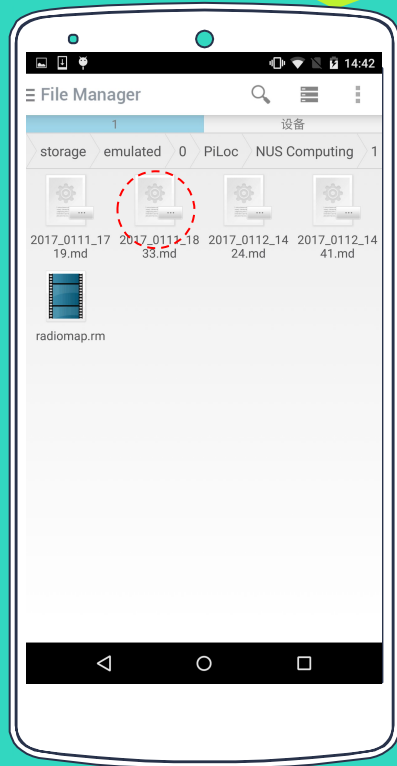 14:42
File Manager
1 设备
storage emulated 0 PiLoc NUS Computing 1
2017_0111_17 2017_0111_18 2017_0112_14 2017_0112_14
19.md 33.md 24.md 41.md
radiomap.rm